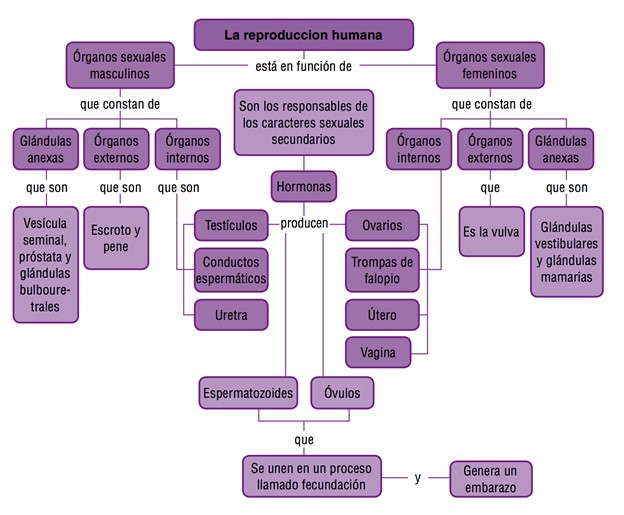 La reproduccion humana
Órganos sexuales
masculinos
está en función de
Órganos sexuales
femeninos
que constan de
Son los responsables de
los caracteres sexuales
secundarios
que constan de
Glándulas
anexas
Órganos
externos
Órganos
internos
Órganos
internos
Órganos
externos
Glándulas
anexas
que son
que son
que son
Hormonas
que
que son
Vesícula
seminal,
próstata y
glándulas
bulboure-
trales
Escroto y
pene
Testículos
producen
Ovarios
Es la vulva
Glándulas
vestibulares
y glándulas
mamarias
Conductos
espermáticos
Trompas de
falopio
Uretra
Útero
Vagina
Espermatozoides
Óvulos
que
Se unen en un proceso
llamado fecundación
y
Genera un
embarazo